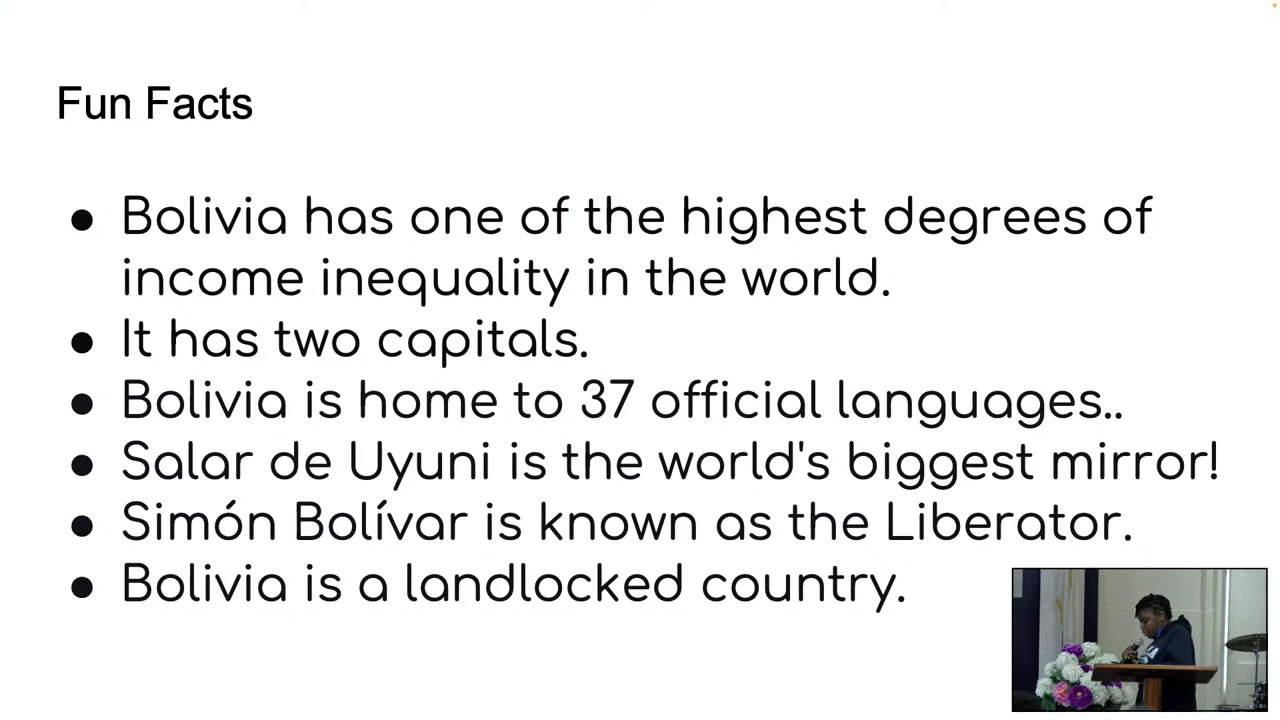 Fun Facts
● Bolivia has one of the highest degrees of
income inequality in the world.
● It has two capitals.
● Bolivia is home to 37 official languages..
● Salar de Uyuni is the world's biggest mirror!
● Simón Bolívar is known as the Liberator.
● Bolivia is a landlocked country.